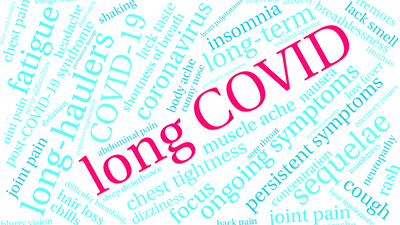 long COVID
COVID-19
coronavirus
long-haulers
fatigue
headache
chest pain
shaking
lack taste
shortness of breath
insomnia
long-term
heart palpitations
body ache
runny nose
post-COVID-19 syndrome
joint pain
abdominal pain
muscle ache
nausea
sore throat
chest tightness
ongoing symptoms
persistent symptoms
sequelae
breathlessness
lack smell
tremors
neuropathy
rash
cough
concentration
focus
dizziness
sleep disturbance
difficulty thinking
hair loss
chills
blurry vision
back pain
joint pain